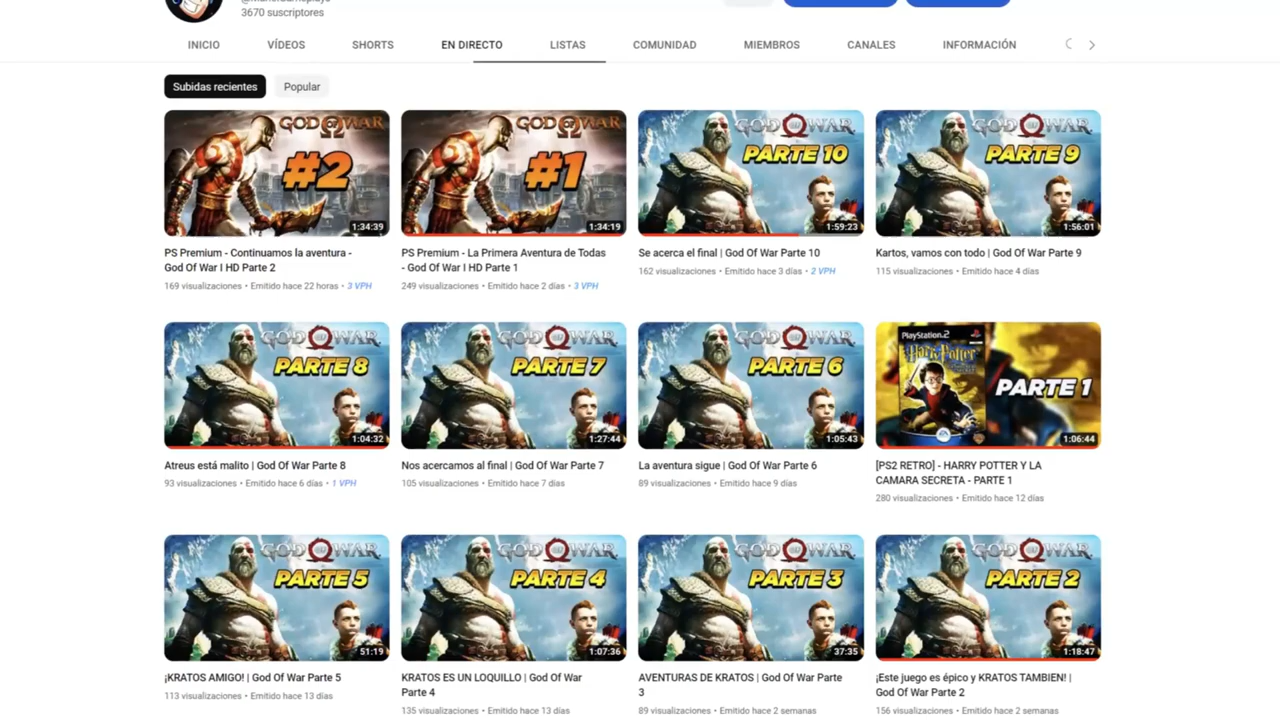 3670 suscriptores
INICIO VÍDEOS SHORTS EN DIRECTO LISTAS COMUNIDAD MIEMBROS CANALES INFORMACIÓN
Subidas recientes Popular
GOD OF WAR
#2
1:34:39
GOD OF WAR
#1
1:34:19
GOD OF WAR
PARTE 10
1:59:23
GOD OF WAR
PARTE 9
1:56:01
PS Premium - Continuamos la aventura -
God Of War I HD Parte 2
169 visualizaciones • Emitido hace 22 horas • 3 VPH
PS Premium - La Primera Aventura de Todas
- God Of War I HD Parte 1
249 visualizaciones • Emitido hace 2 días • 3 VPH
Se acerca el final | God Of War Parte 10
162 visualizaciones • Emitido hace 3 días • 2 VPH
Kartos, vamos con todo | God Of War Parte 9
115 visualizaciones • Emitido hace 4 días
GOD OF WAR
PARTE 8
1:04:32
GOD OF WAR
PARTE 7
1:27:44
GOD OF WAR
PARTE 6
1:05:43
PlayStation.2
Harry Potter
EA
PARTE 1
1:06:44
Atreus está malito | God Of War Parte 8
93 visualizaciones • Emitido hace 6 días • 1 VPH
Nos acercamos al final | God Of War Parte 7
105 visualizaciones • Emitido hace 7 días
La aventura sigue | God Of War Parte 6
89 visualizaciones • Emitido hace 9 días
[PS2 RETRO] - HARRY POTTER Y LA
CAMARA SECRETA - PARTE 1
280 visualizaciones • Emitido hace 12 días
GOD OF WAR
PARTE 5
51:19
GOD OF WAR
PARTE 4
1:07:36
GOD OF WAR
PARTE 3
37:35
GOD OF WAR
PARTE 2
1:18:47
¡KRATOS AMIGO! | God Of War Parte 5
113 visualizaciones • Emitido hace 13 días
KRATOS ES UN LOQUILLO | God Of War
Parte 4
135 visualizaciones • Emitido hace 13 días
AVENTURAS DE KRATOS | God Of War Parte
3
89 visualizaciones • Emitido hace 2 semanas
¡Este juego es épico y KRATOS TAMBIEN! |
God Of War Parte 2
156 visualizaciones • Emitido hace 2 semanas